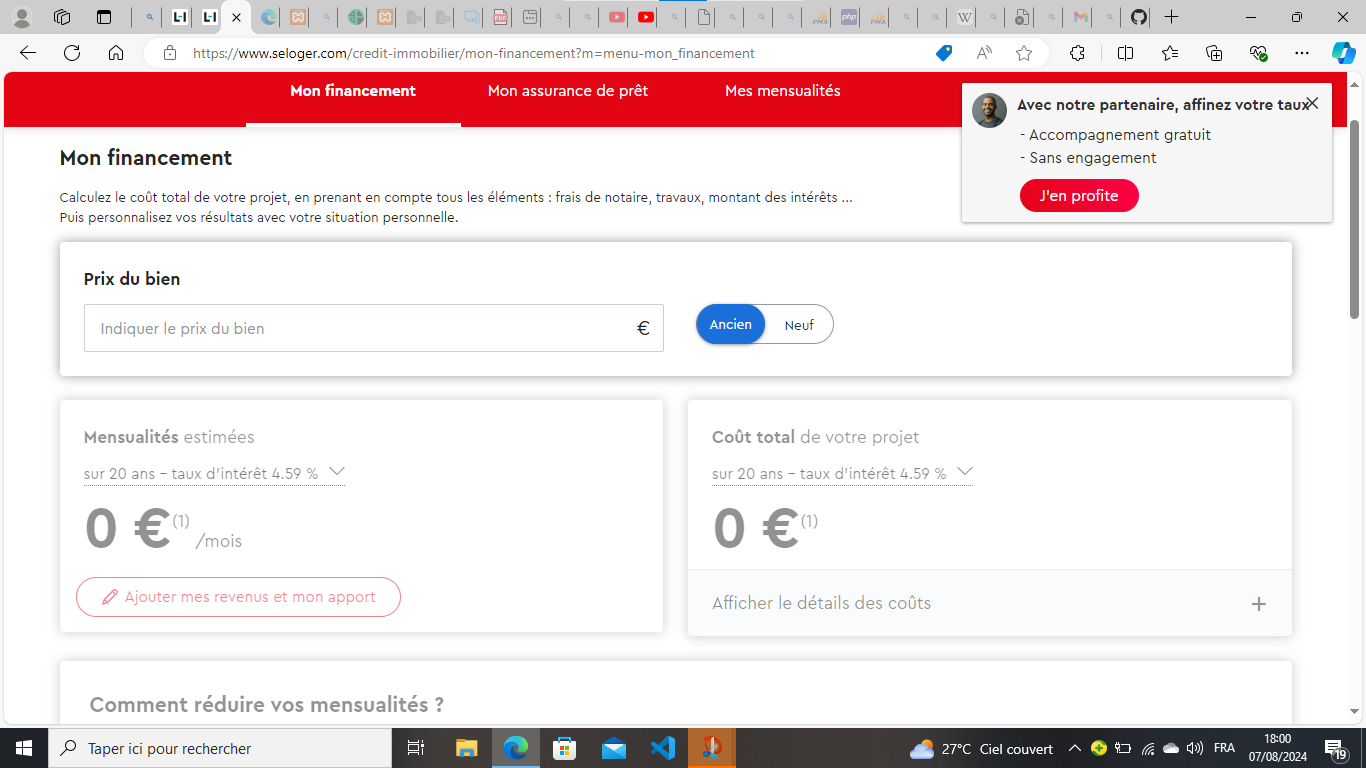 https://www.seloger.com/credit-immobilier/mon-financement?m=menu-mon_financement
Mon financement
Mon assurance de prêt
Mes mensualités
Avec notre partenaire, affinez votre taux
- Accompagnement gratuit
- Sans engagement
J'en profite
Mon financement
Calculez le coût total de votre projet, en prenant en compte tous les éléments : frais de notaire, travaux, montant des intérêts ...
Puis personnalisez vos résultats avec votre situation personnelle.
Prix du bien
Indiquer le prix du bien €
Ancien Neuf
Mensualités estimées
sur 20 ans – taux d'intérêt 4.59 %
0 €(1) /mois
Ajouter mes revenus et mon apport
Coût total de votre projet
sur 20 ans – taux d'intérêt 4.59 %
0 €(1)
Afficher le détails des coûts +
Comment réduire vos mensualités ?
Taper ici pour rechercher
27°C Ciel couvert
FRA
18:00
07/08/2024
19